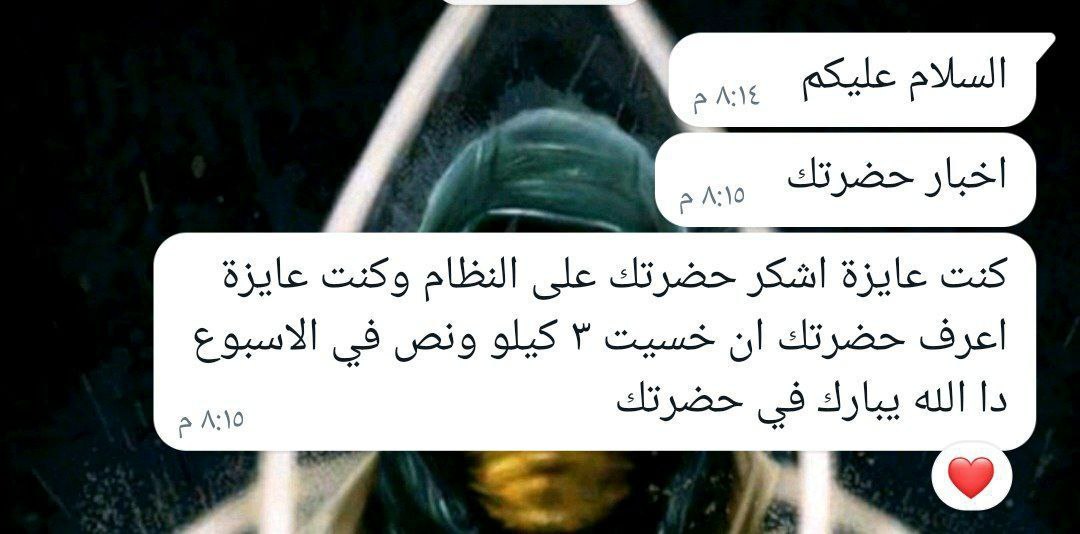 السلام عليكم
٨:١٤ م
اخبار حضرتك
٨:١٥ م
كنت عايزة اشكر حضرتك على النظام وكنت عايزة
اعرف حضرتك ان خسيت ٣ كيلو ونص في الاسبوع
دا الله يبارك في حضرتك
٨:١٥ م